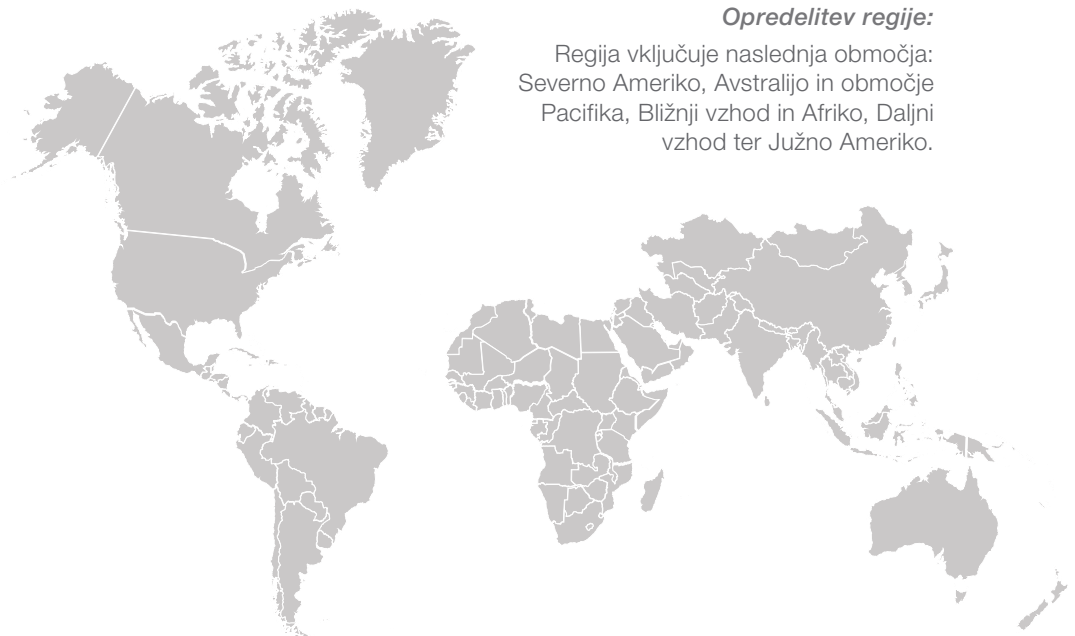 Opredelitev regije:
Regija vključuje naslednja območja:
Severno Ameriko, Avstralijo in območje
Pacifika, Bližnji vzhod in Afriko, Daljni
vzhod ter Južno Ameriko.